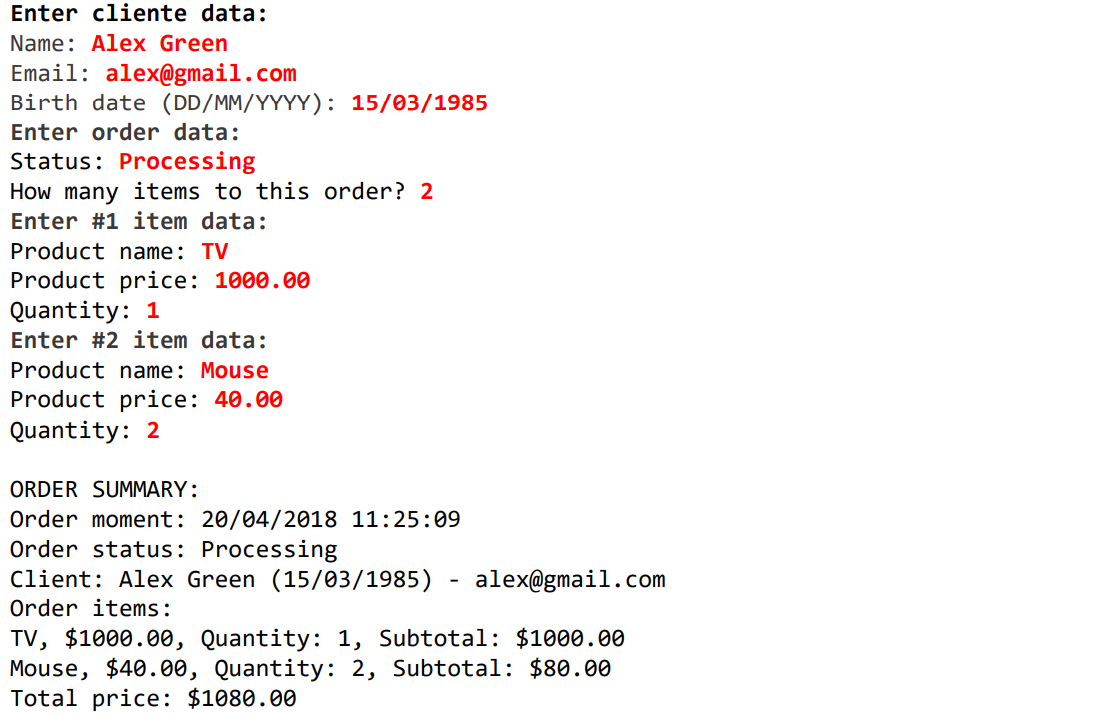 Enter cliente data:
Name: Alex Green
Email: alex@gmail.com
Birth date (DD/MM/YYYY): 15/03/1985
Enter order data:
Status: Processing
How many items to this order? 2
Enter #1 item data:
Product name: TV
Product price: 1000.00
Quantity: 1
Enter #2 item data:
Product name: Mouse
Product price: 40.00
Quantity: 2
ORDER SUMMARY:
Order moment: 20/04/2018 11:25:09
Order status: Processing
Client: Alex Green (15/03/1985) - alex@gmail.com
Order items:
TV, $1000.00, Quantity: 1, Subtotal: $1000.00
Mouse, $40.00, Quantity: 2, Subtotal: $80.00
Total price: $1080.00